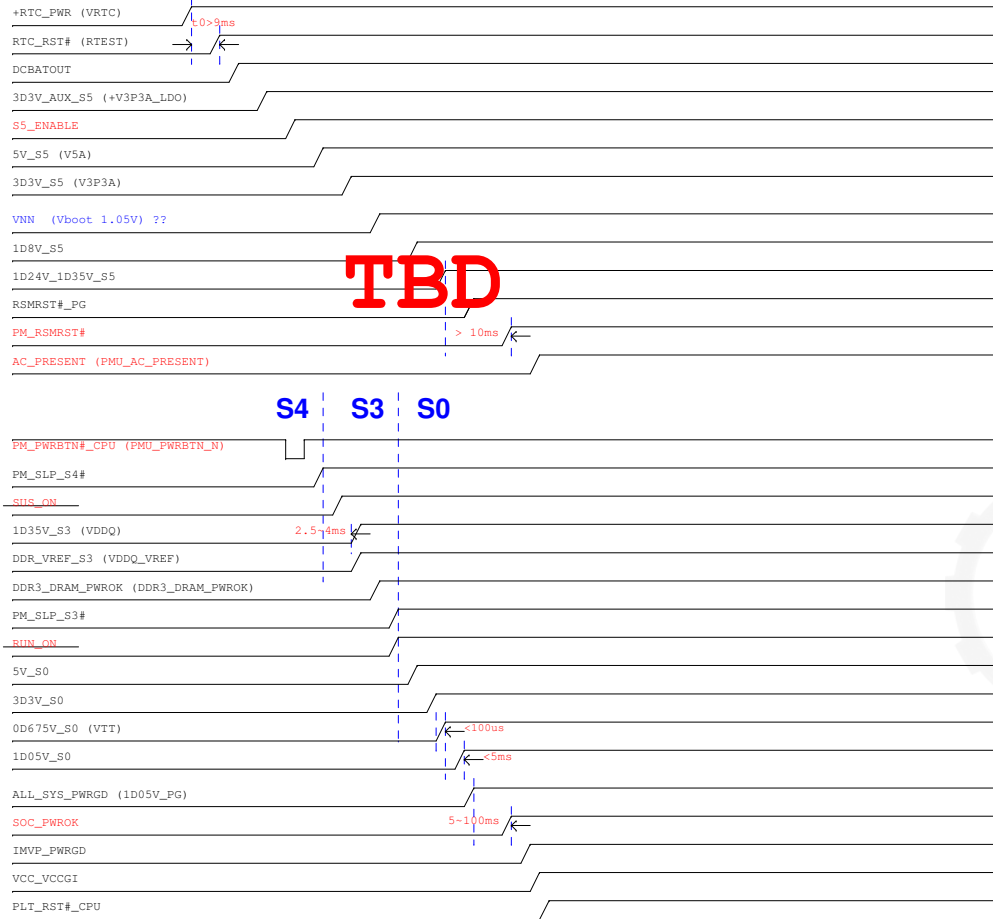 +RTC_PWR (VRTC)
t0>9ms
RTC_RST# (RTEST)
DCBATOUT
3D3V_AUX_S5 (+V3P3A_LDO)
S5_ENABLE
5V_S5 (V5A)
3D3V_S5 (V3P3A)
VNN (Vboot 1.05V) ??
1D8V_S5
TBD
1D24V_1D35V_S5
RSMRST#_PG
PM_RSMRST#
> 10ms
AC_PRESENT (PMU_AC_PRESENT)
S4 S3 S0
PM_PWRBTN#_CPU (PMU_PWRBTN_N)
PM_SLP_S4#
SUS_ON
1D35V_S3 (VDDQ)
2.5~4ms
DDR_VREF_S3 (VDDQ_VREF)
DDR3_DRAM_PWROK (DDR3_DRAM_PWROK)
PM_SLP_S3#
RUN_ON
5V_S0
3D3V_S0
0D675V_S0 (VTT)
<100us
1D05V_S0
<5ms
ALL_SYS_PWRGD (1D05V_PG)
SOC_PWROK
5~100ms
IMVP_PWRGD
VCC_VCCGI
PLT_RST#_CPU